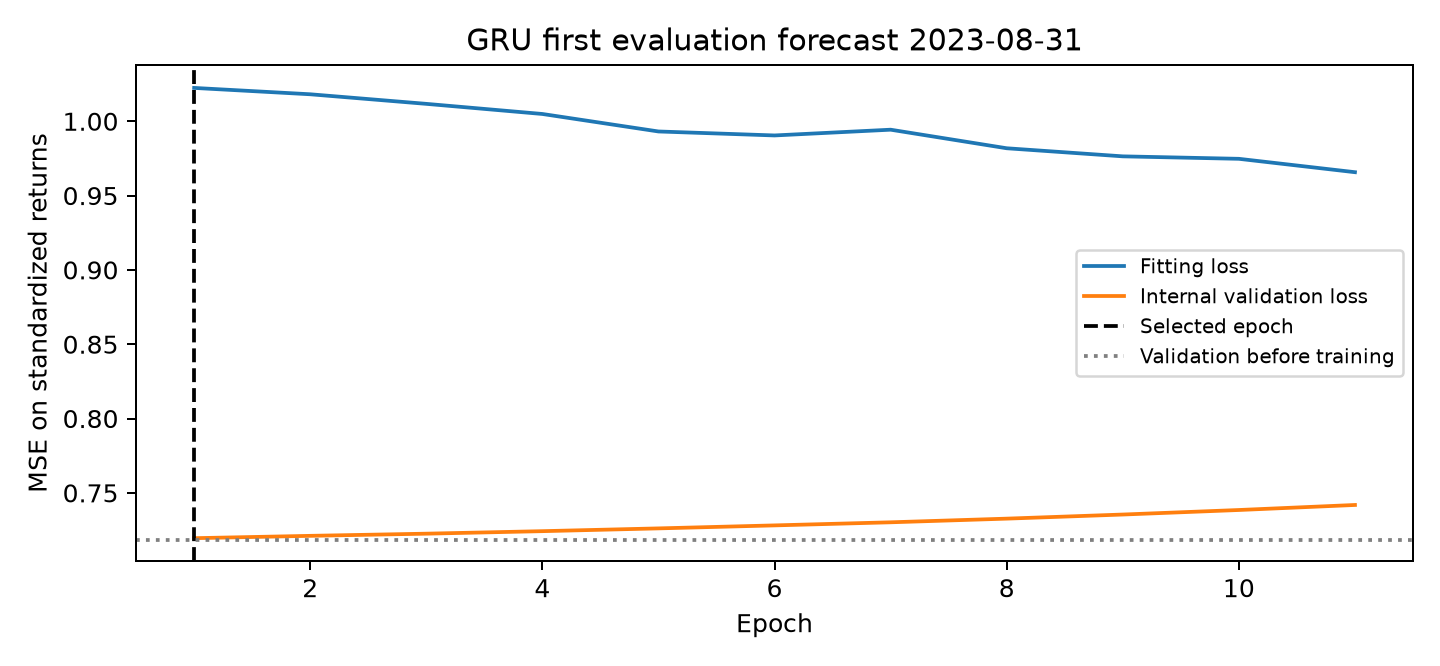 GRU first evaluation forecast 2023-08-31
MSE on standardized returns
1.00
0.95
0.90
0.85
0.80
0.75
Fitting loss
Internal validation loss
Selected epoch
Validation before training
2 4 6 8 10
Epoch